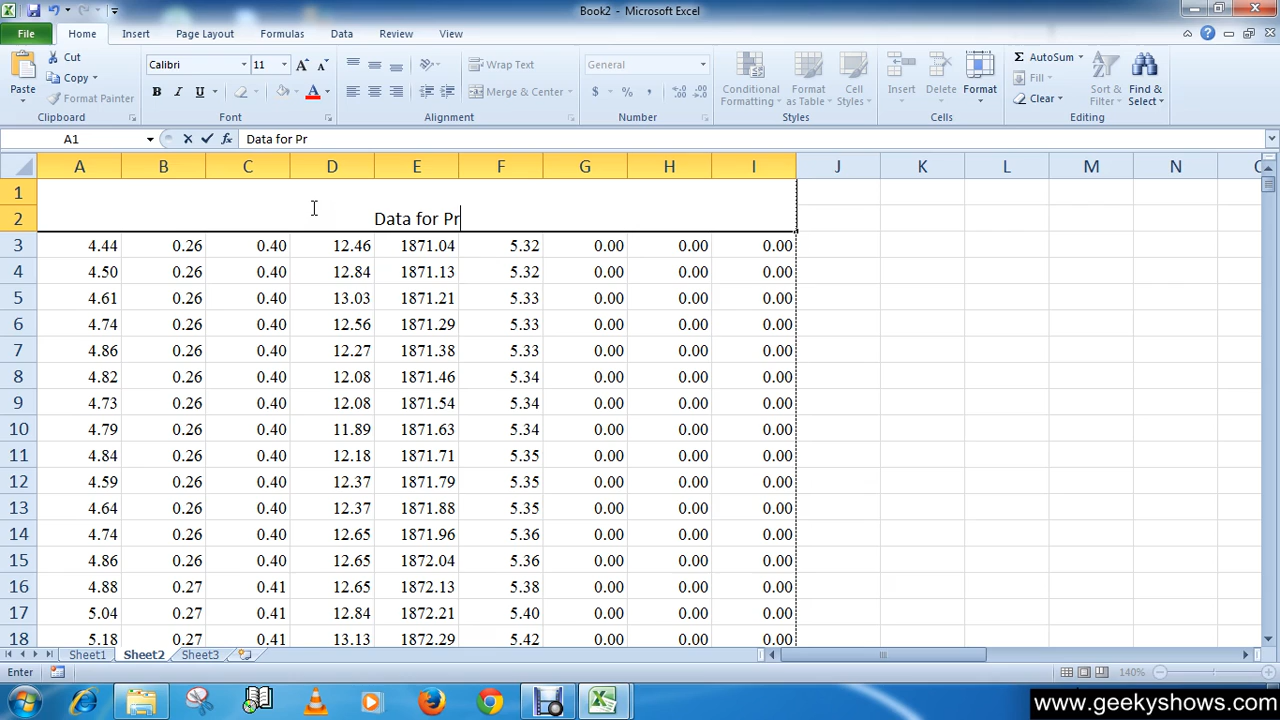 Book2 - Microsoft Excel
File Home Insert Page Layout Formulas Data Review View
Paste Cut Copy Format Painter Clipboard
Calibri 11 A A B I U A Font
Wrap Text Merge & Center Alignment
General $ % , Number
Conditional Formatting Format as Table Cell Styles Styles
Insert Delete Format Cells
Σ AutoSum Fill Clear Sort & Filter Find & Select Editing
A1 fx Data for Pr
A B C D E F G H I J K L M N
1
2 Data for Pr
3 4.44 0.26 0.40 12.46 1871.04 5.32 0.00 0.00 0.00
4 4.50 0.26 0.40 12.84 1871.13 5.32 0.00 0.00 0.00
5 4.61 0.26 0.40 13.03 1871.21 5.33 0.00 0.00 0.00
6 4.74 0.26 0.40 12.56 1871.29 5.33 0.00 0.00 0.00
7 4.86 0.26 0.40 12.27 1871.38 5.33 0.00 0.00 0.00
8 4.82 0.26 0.40 12.08 1871.46 5.34 0.00 0.00 0.00
9 4.73 0.26 0.40 12.08 1871.54 5.34 0.00 0.00 0.00
10 4.79 0.26 0.40 11.89 1871.63 5.34 0.00 0.00 0.00
11 4.84 0.26 0.40 12.18 1871.71 5.35 0.00 0.00 0.00
12 4.59 0.26 0.40 12.37 1871.79 5.35 0.00 0.00 0.00
13 4.64 0.26 0.40 12.37 1871.88 5.35 0.00 0.00 0.00
14 4.74 0.26 0.40 12.65 1871.96 5.36 0.00 0.00 0.00
15 4.86 0.26 0.40 12.65 1872.04 5.36 0.00 0.00 0.00
16 4.88 0.27 0.41 12.65 1872.13 5.38 0.00 0.00 0.00
17 5.04 0.27 0.41 12.84 1872.21 5.40 0.00 0.00 0.00
18 5.18 0.27 0.41 13.13 1872.29 5.42 0.00 0.00 0.00
Sheet1 Sheet2 Sheet3
Enter 140%
www.geekyshows.com